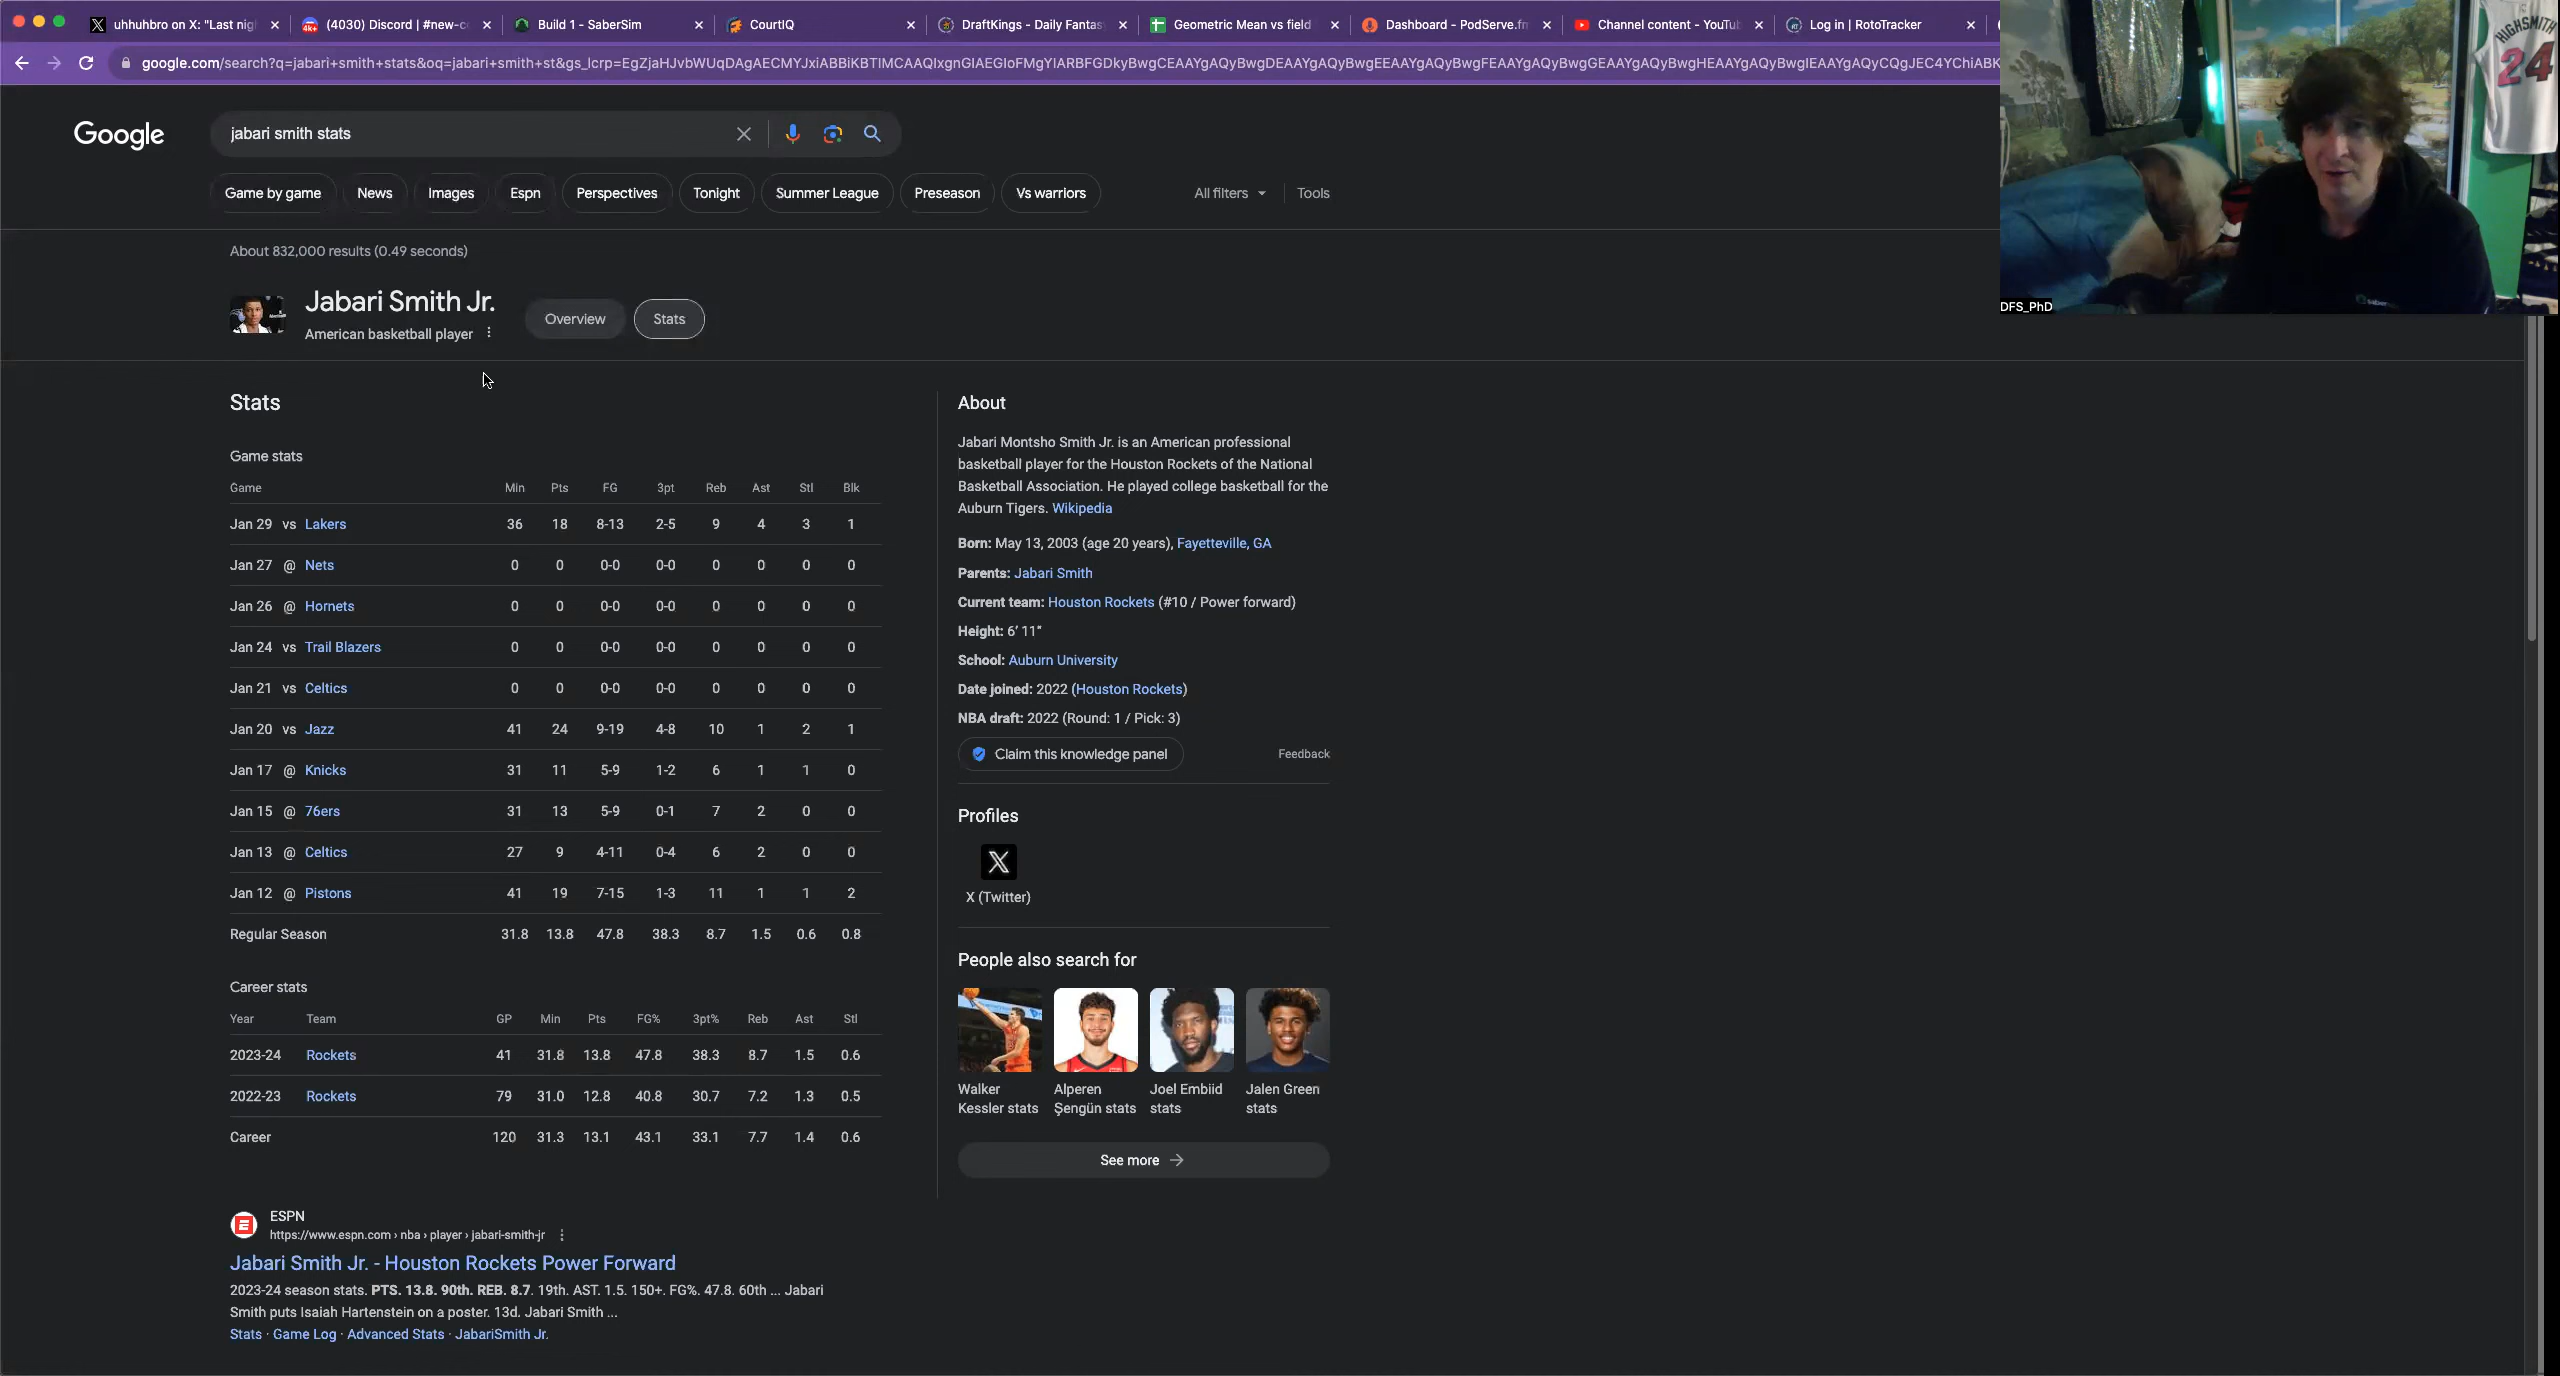 uhhuhbro on X: "Last nig
(4030) Discord | #new-c
Build 1 - SaberSim
CourtIQ
DraftKings - Daily Fantas
Geometric Mean vs field
Dashboard - PodServe.fm
Channel content - YouTu
Log in | RotoTracker
google.com/search?q=jabari+smith+stats&oq=jabari+smith+st&gs_lcrp=
Google
jabari smith stats
Game by game
News
Images
Espn
Perspectives
Tonight
Summer League
Preseason
Vs warriors
All filters
Tools
HIGHSMITH
24
DFS_PhD
About 832,000 results (0.49 seconds)
Jabari Smith Jr.
American basketball player
Overview
Stats
Stats
Game stats
Game Min Pts FG 3pt Reb Ast Stl Blk
Jan 29 vs Lakers 36 18 8-13 2-5 9 4 3 1
Jan 27 @ Nets 0 0 0-0 0-0 0 0 0 0
Jan 26 @ Hornets 0 0 0-0 0-0 0 0 0 0
Jan 24 vs Trail Blazers 0 0 0-0 0-0 0 0 0 0
Jan 21 vs Celtics 0 0 0-0 0-0 0 0 0 0
Jan 20 vs Jazz 41 24 9-19 4-8 10 1 2 1
Jan 17 @ Knicks 31 11 5-9 1-2 6 1 1 0
Jan 15 @ 76ers 31 13 5-9 0-1 7 2 0 0
Jan 13 @ Celtics 27 9 4-11 0-4 6 2 0 0
Jan 12 @ Pistons 41 19 7-15 1-3 11 1 1 2
Regular Season 31.8 13.8 47.8 38.3 8.7 1.5 0.6 0.8
Career stats
Year Team GP Min Pts FG% 3pt% Reb Ast Stl
2023-24 Rockets 41 31.8 13.8 47.8 38.3 8.7 1.5 0.6
2022-23 Rockets 79 31.0 12.8 40.8 30.7 7.2 1.3 0.5
Career 120 31.3 13.1 43.1 33.1 7.7 1.4 0.6
ESPN
https://www.espn.com › nba › player › jabari-smith-jr
Jabari Smith Jr. - Houston Rockets Power Forward
2023-24 season stats. PTS. 13.8. 90th. REB. 8.7. 19th. AST. 1.5. 150+. FG%. 47.8. 60th ... Jabari
Smith puts Isaiah Hartenstein on a poster. 13d. Jabari Smith ...
Stats · Game Log · Advanced Stats · JabariSmith Jr.
About
Jabari Montsho Smith Jr. is an American professional
basketball player for the Houston Rockets of the National
Basketball Association. He played college basketball for the
Auburn Tigers. Wikipedia
Born: May 13, 2003 (age 20 years), Fayetteville, GA
Parents: Jabari Smith
Current team: Houston Rockets (#10 / Power forward)
Height: 6′ 11″
School: Auburn University
Date joined: 2022 (Houston Rockets)
NBA draft: 2022 (Round: 1 / Pick: 3)
Claim this knowledge panel
Feedback
Profiles
X (Twitter)
People also search for
Walker Kessler stats
Alperen Şengün stats
Joel Embiid stats
Jalen Green stats
See more